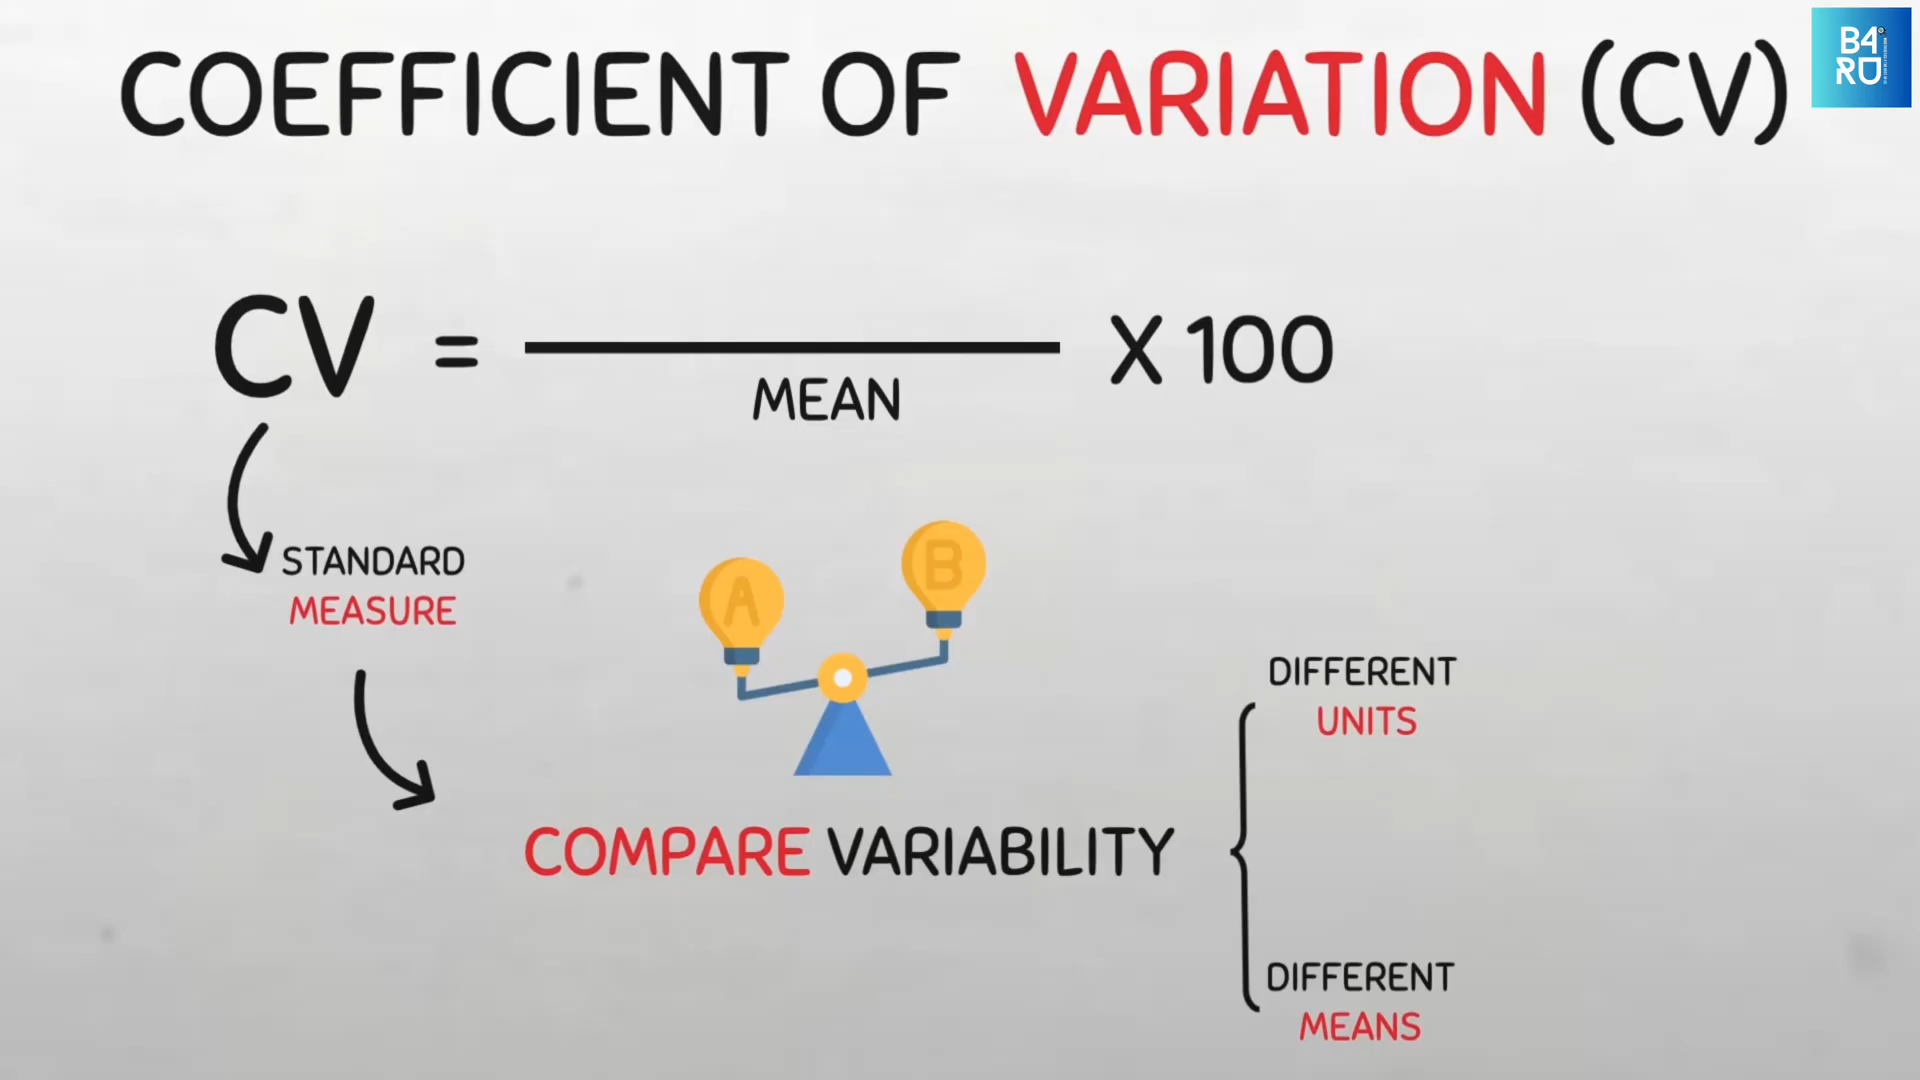 COEFFICIENT OF VARIATION (CV)
B4
RU
CV = X 100
MEAN
STANDARD
MEASURE
A
B
COMPARE VARIABILITY
DIFFERENT
UNITS
DIFFERENT
MEANS